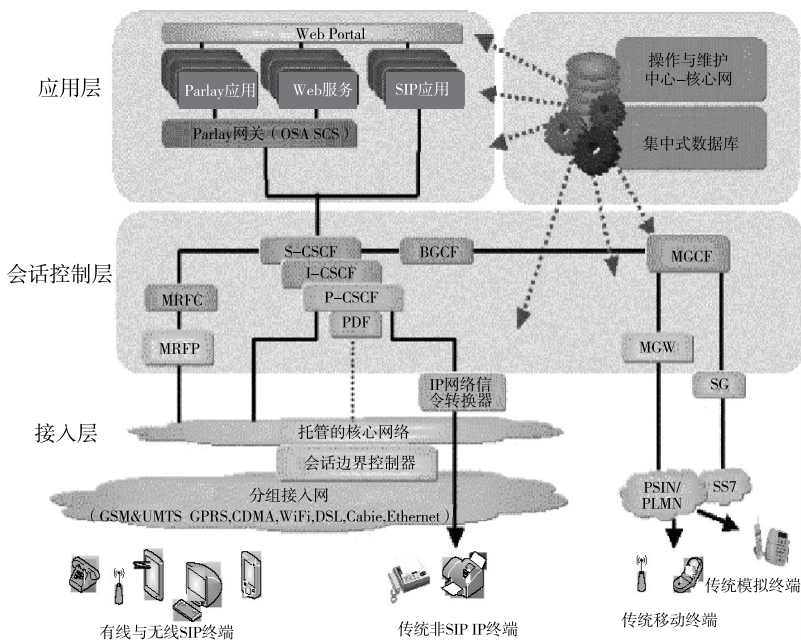 Web Portal
应用层
Parlay应用
Web服务
SIP应用
Parlay网关（OSA SCS）
操作与维护
中心–核心网
集中式数据库
会话控制层
S-CSCF
BGCF
MGCF
I-CSCF
P-CSCF
PDF
MRFC
MRFP
MGW
SG
IP网络信
令转换器
接入层
托管的核心网络
会话边界控制器
分组接入网
（GSM&UMTS GPRS,CDMA,WiFi,DSL,Cabie,Ethernet）
PSIN/
PLMN
SS7
有线与无线SIP终端
传统非SIP IP终端
传统移动终端
传统模拟终端